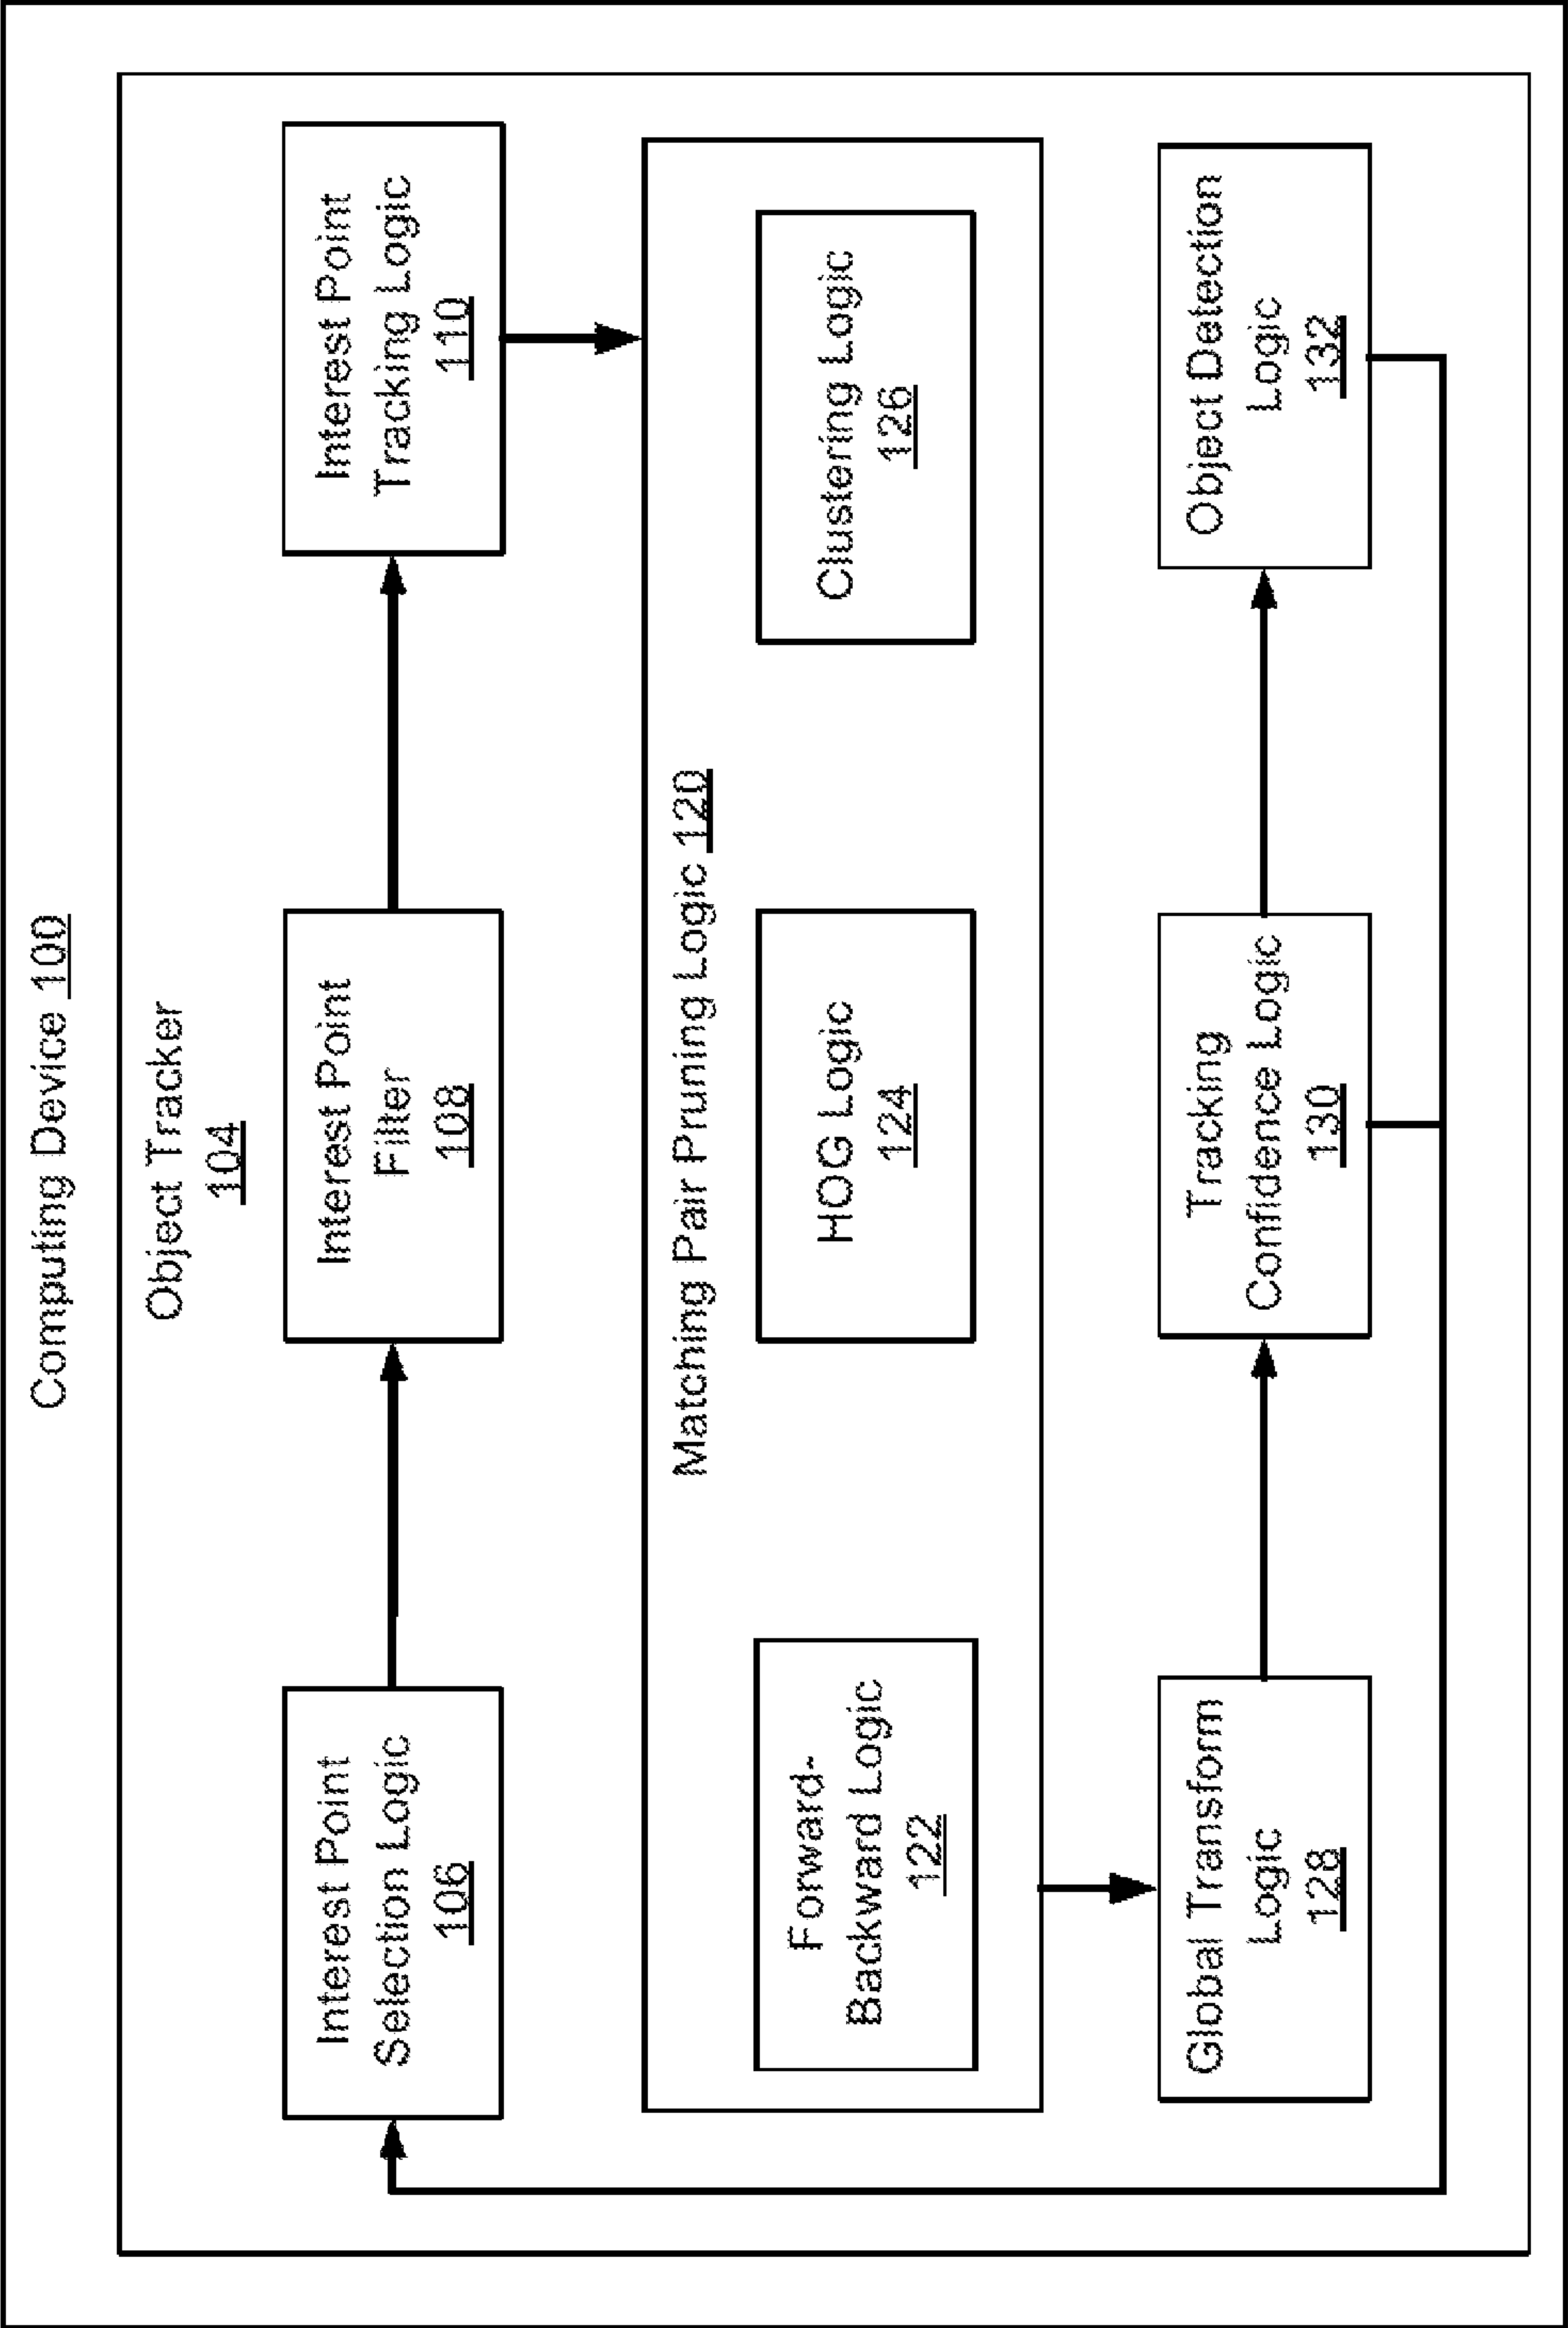 Computing Device 100
Object Tracker
104
Interest Point
Selection Logic
106
Interest Point
Filter
108
Interest Point
Tracking Logic
110
Matching Pair Pruning Logic 120
Forward-
Backward Logic
122
HOG Logic
124
Clustering Logic
126
Global Transform
Logic
128
Tracking
Confidence Logic
130
Object Detection
Logic
132